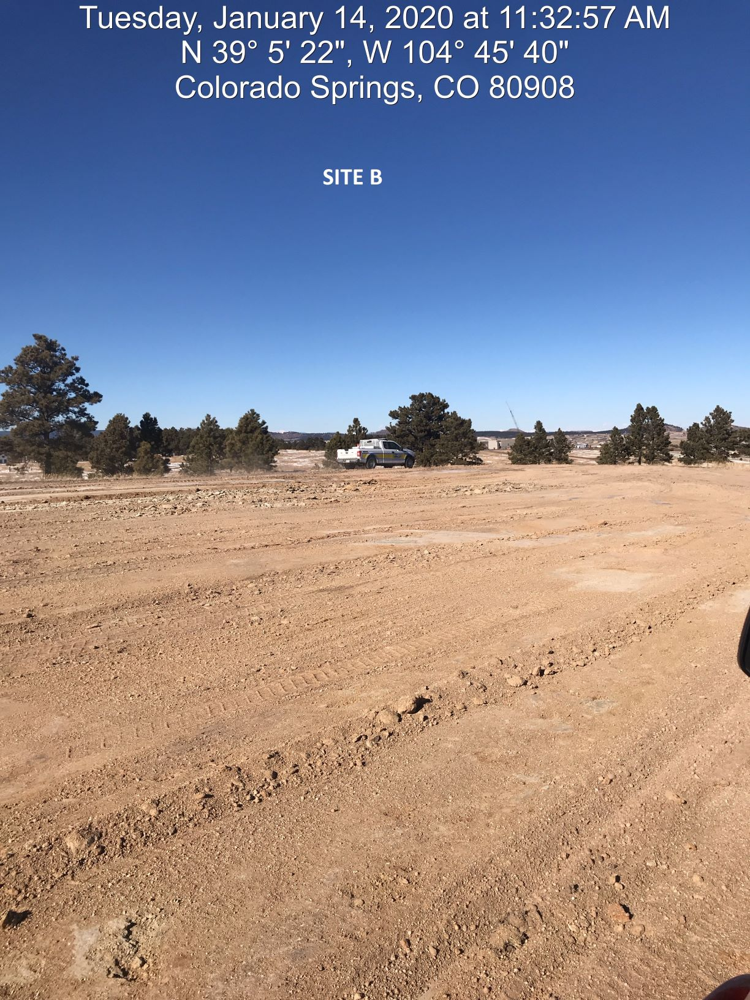 Tuesday, January 14, 2020 at 11:32:57 AM
N 39° 5' 22", W 104° 45' 40"
Colorado Springs, CO 80908
SITE B